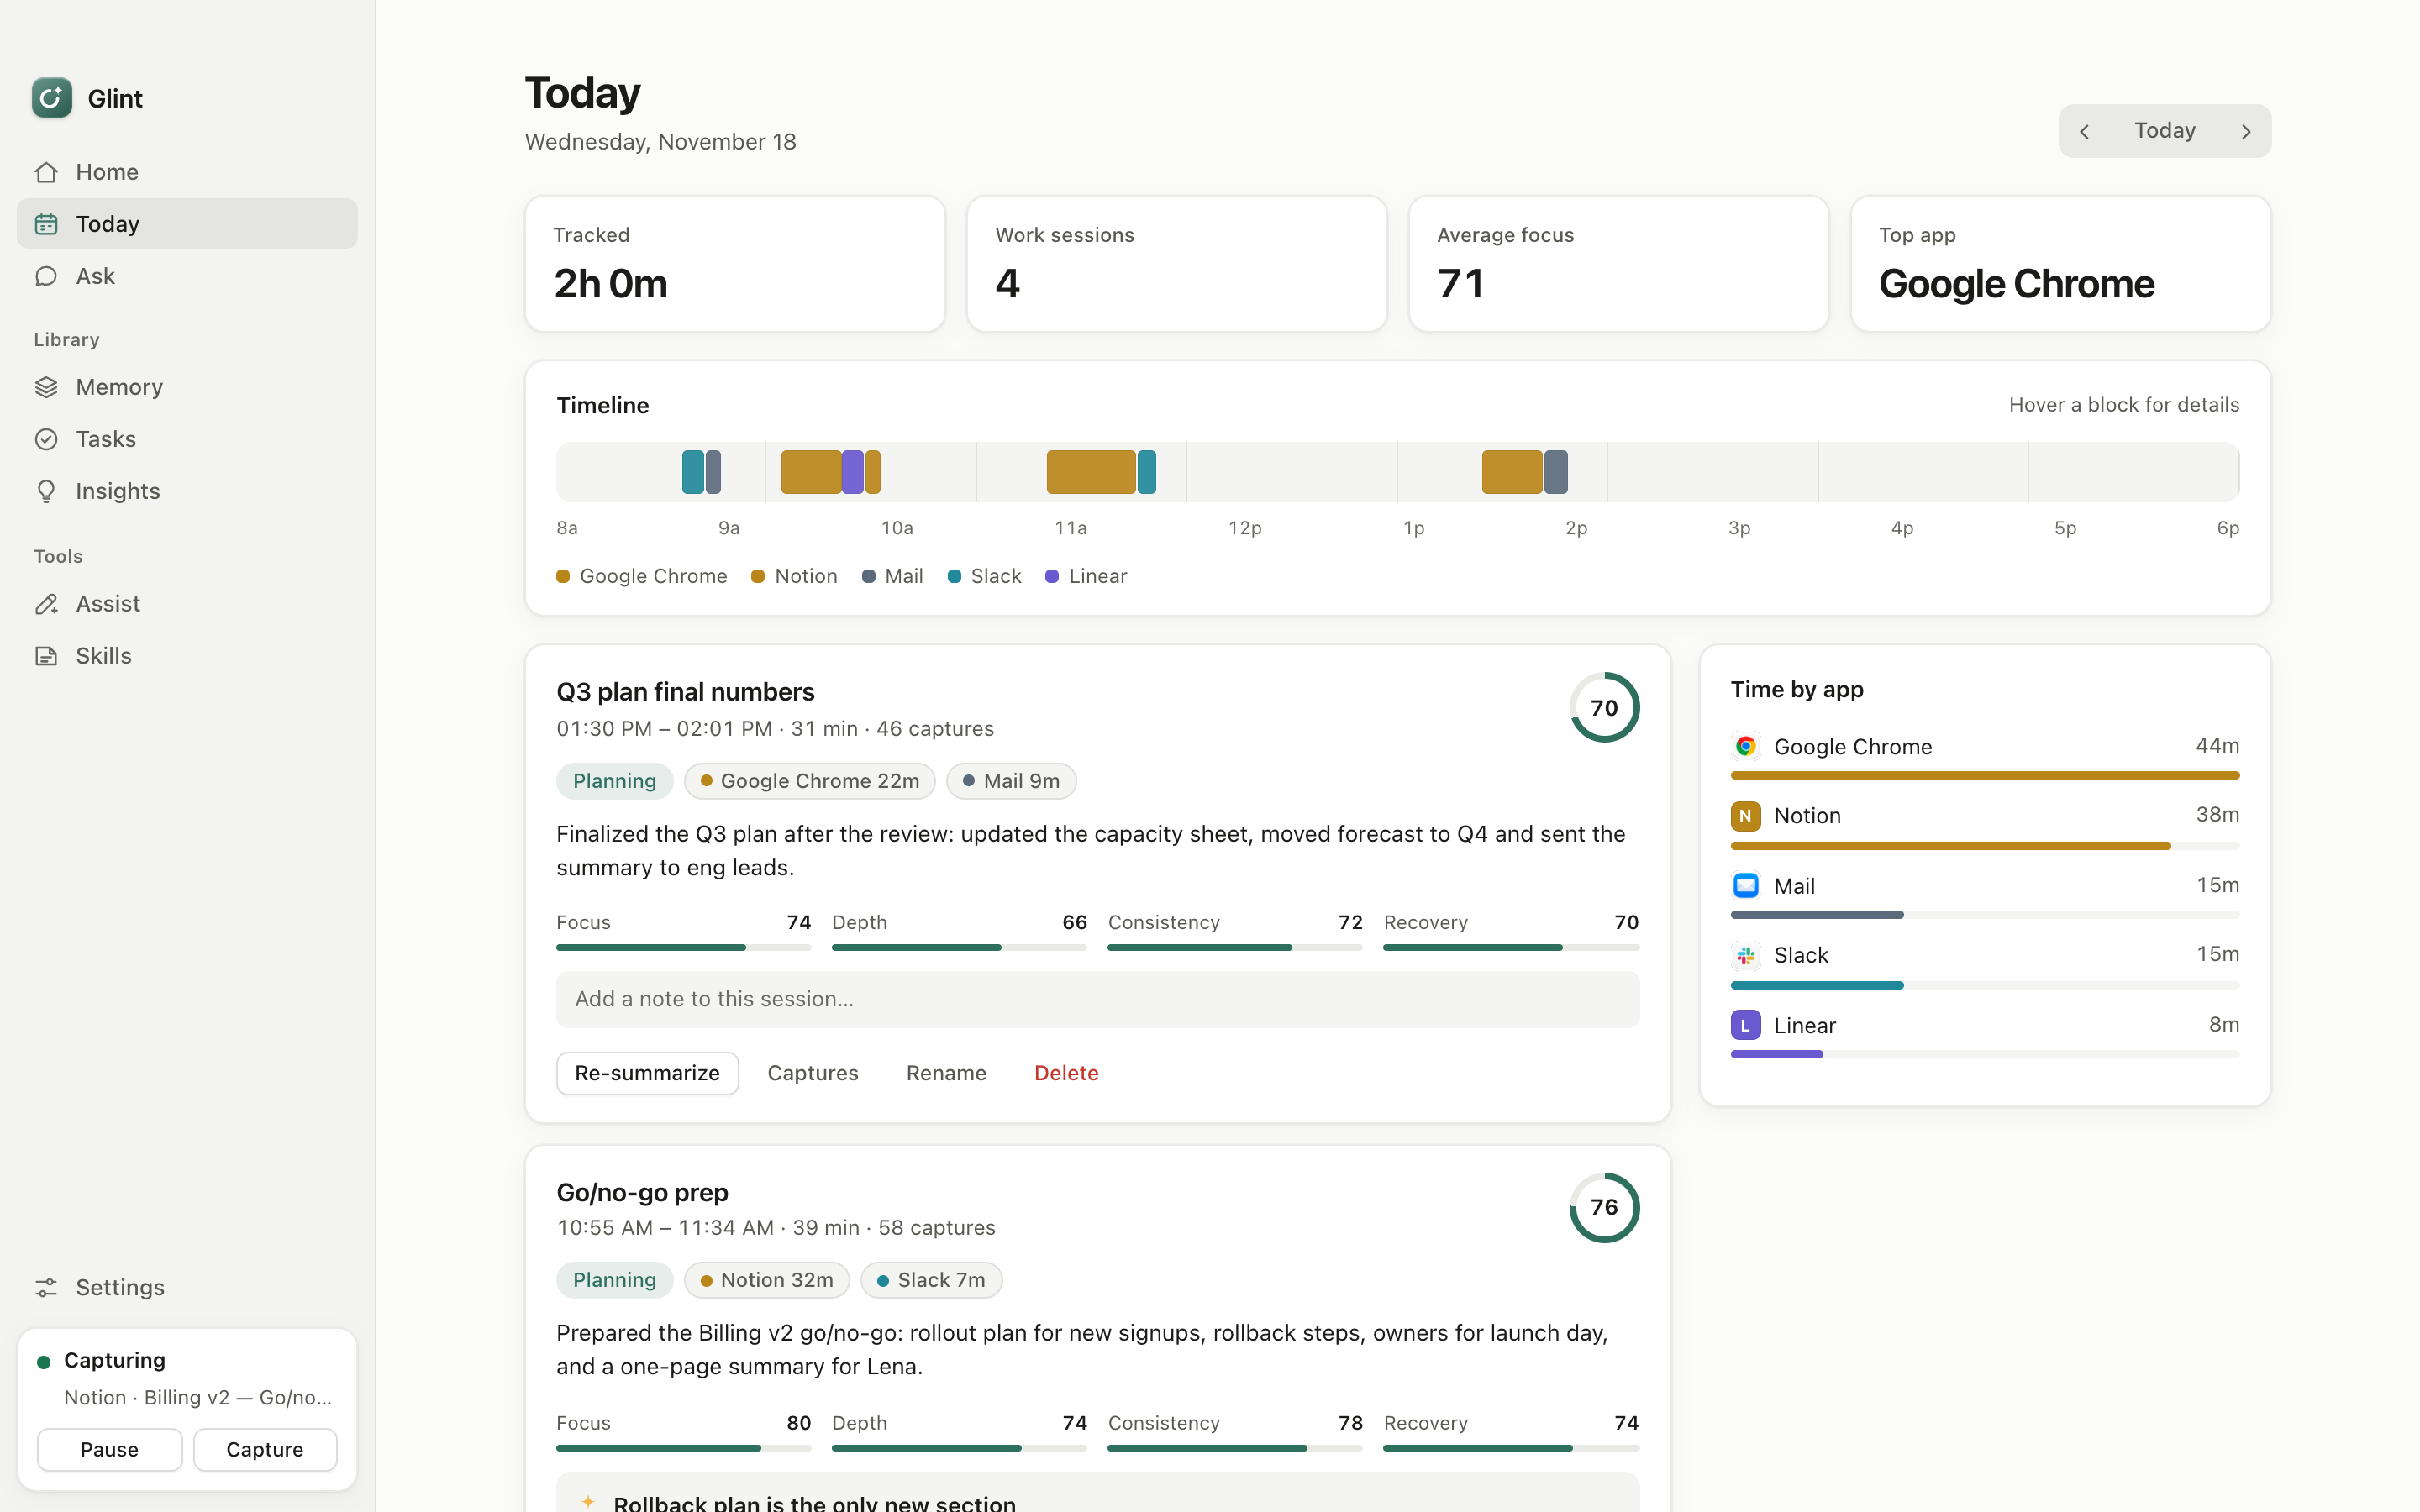 Glint
Home
Today
Ask
Library
Memory
Tasks
Insights
Tools
Assist
Skills
Settings
Capturing
Notion · Billing v2 — Go/no...
Pause
Capture
Today
Wednesday, November 18
Today
Tracked
2h 0m
Work sessions
4
Average focus
71
Top app
Google Chrome
Timeline
Hover a block for details
8a 9a 10a 11a 12p 1p 2p 3p 4p 5p 6p
Google Chrome Notion Mail Slack Linear
Q3 plan final numbers
01:30 PM – 02:01 PM · 31 min · 46 captures
70
Planning Google Chrome 22m Mail 9m
Finalized the Q3 plan after the review: updated the capacity sheet, moved forecast to Q4 and sent the
summary to eng leads.
Focus 74 Depth 66 Consistency 72 Recovery 70
Add a note to this session...
Re-summarize Captures Rename Delete
Go/no-go prep
10:55 AM – 11:34 AM · 39 min · 58 captures
76
Planning Notion 32m Slack 7m
Prepared the Billing v2 go/no-go: rollout plan for new signups, rollback steps, owners for launch day,
and a one-page summary for Lena.
Focus 80 Depth 74 Consistency 78 Recovery 74
Rollback plan is the only new section
Time by app
Google Chrome 44m
N Notion 38m
Mail 15m
Slack 15m
L Linear 8m